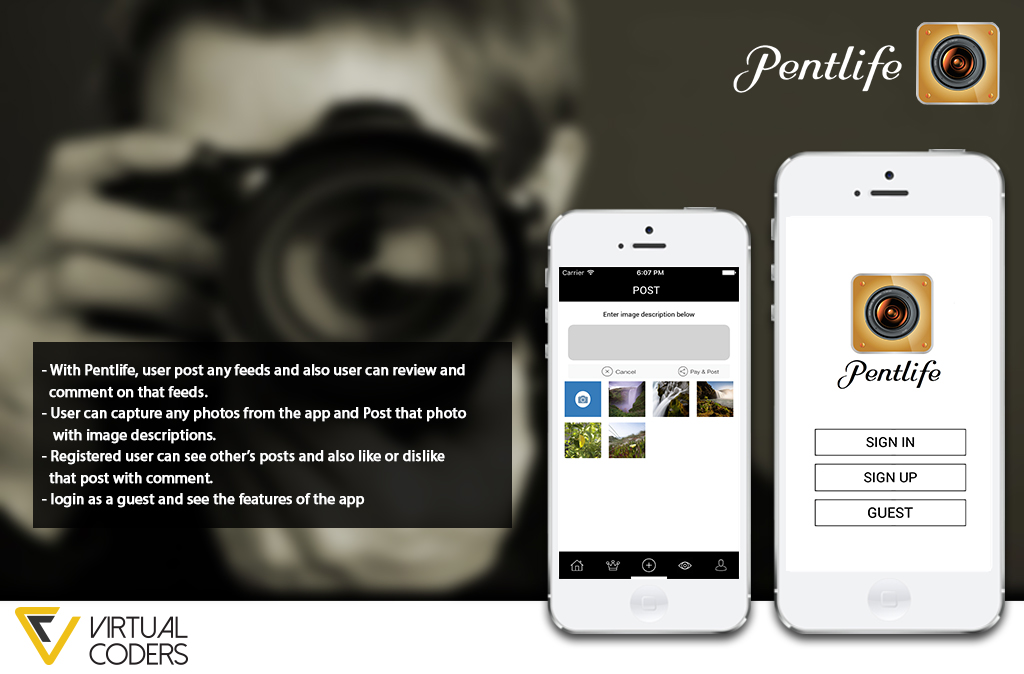 Pentlife
Carrier
6:07 PM
POST
Enter image description below
Cancel
Pay & Post
Pentlife
SIGN IN
SIGN UP
GUEST
- With Pentlife, user post any feeds and also user can review and
comment on that feeds.
- User can capture any photos from the app and Post that photo
with image descriptions.
- Registered user can see other's posts and also like or dislike
that post with comment.
- login as a guest and see the features of the app
VIRTUAL
CODERS